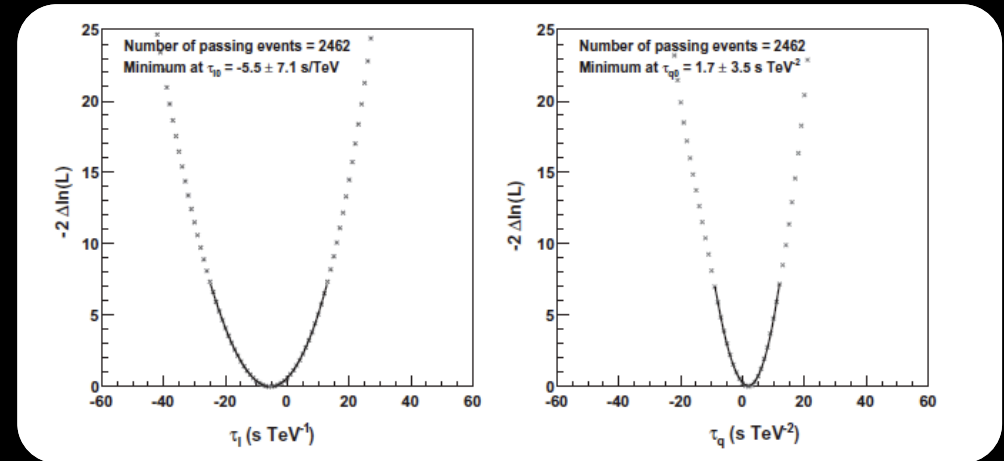 25
20
15
10
5
0
-2 Δln(L)
Number of passing events = 2462
Minimum at τl0 = -5.5 ± 7.1 s/TeV
-60 -40 -20 0 20 40 60
τl (s TeV-1)
25
20
15
10
5
0
-2 Δln(L)
Number of passing events = 2462
Minimum at τq0 = 1.7 ± 3.5 s TeV-2
-60 -40 -20 0 20 40 60
τq (s TeV-2)